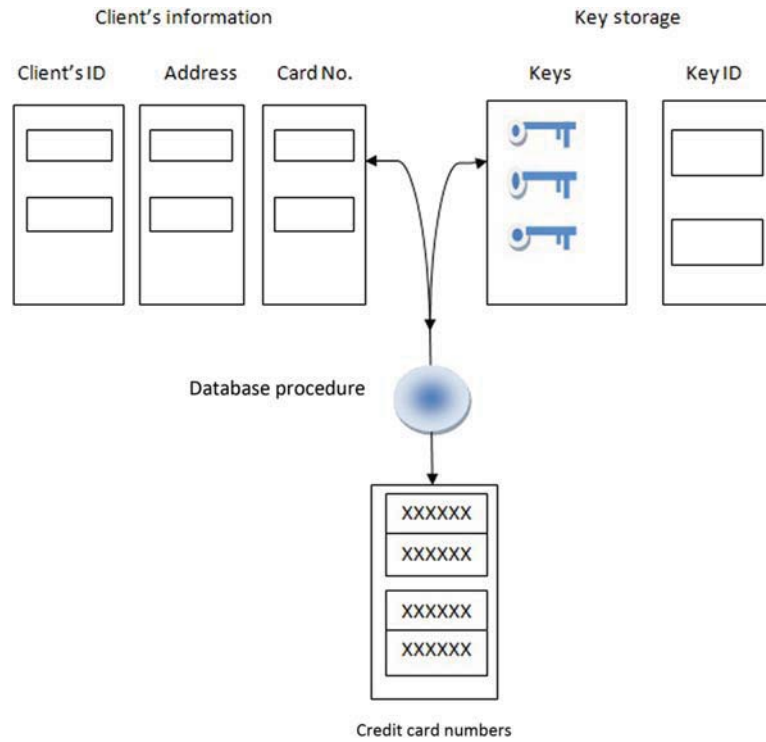 Client's information
Key storage
Client's ID
Address
Card No.
Keys
Key ID
Database procedure
XXXXXX
XXXXXX
XXXXXX
XXXXXX
Credit card numbers